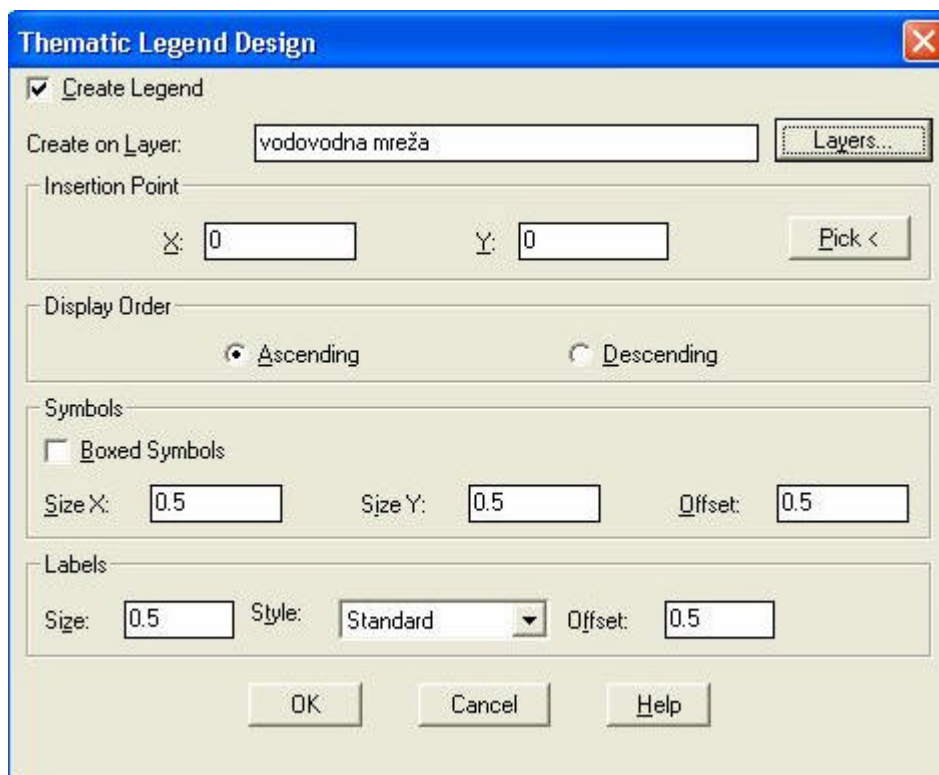 Thematic Legend Design
Create Legend
Create on Layer: vodovodna mreža Layers...
Insertion Point
X: 0 Y: 0 Pick <
Display Order
Ascending Descending
Symbols
Boxed Symbols
Size X: 0.5 Size Y: 0.5 Offset: 0.5
Labels
Size: 0.5 Style: Standard Offset: 0.5
OK Cancel Help